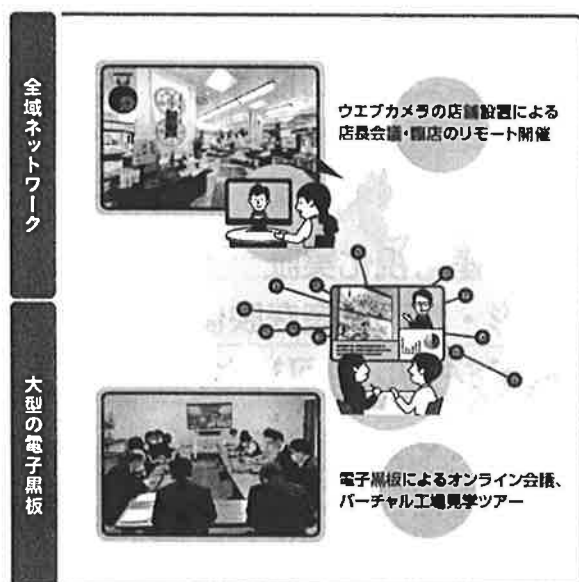 全域ネットワーク
ウエブカメラの店舗設置による
店長会議・臨店のリモート開催
大型の電子黒板
電子黒板によるオンライン会議、
バーチャル工場見学ツアー